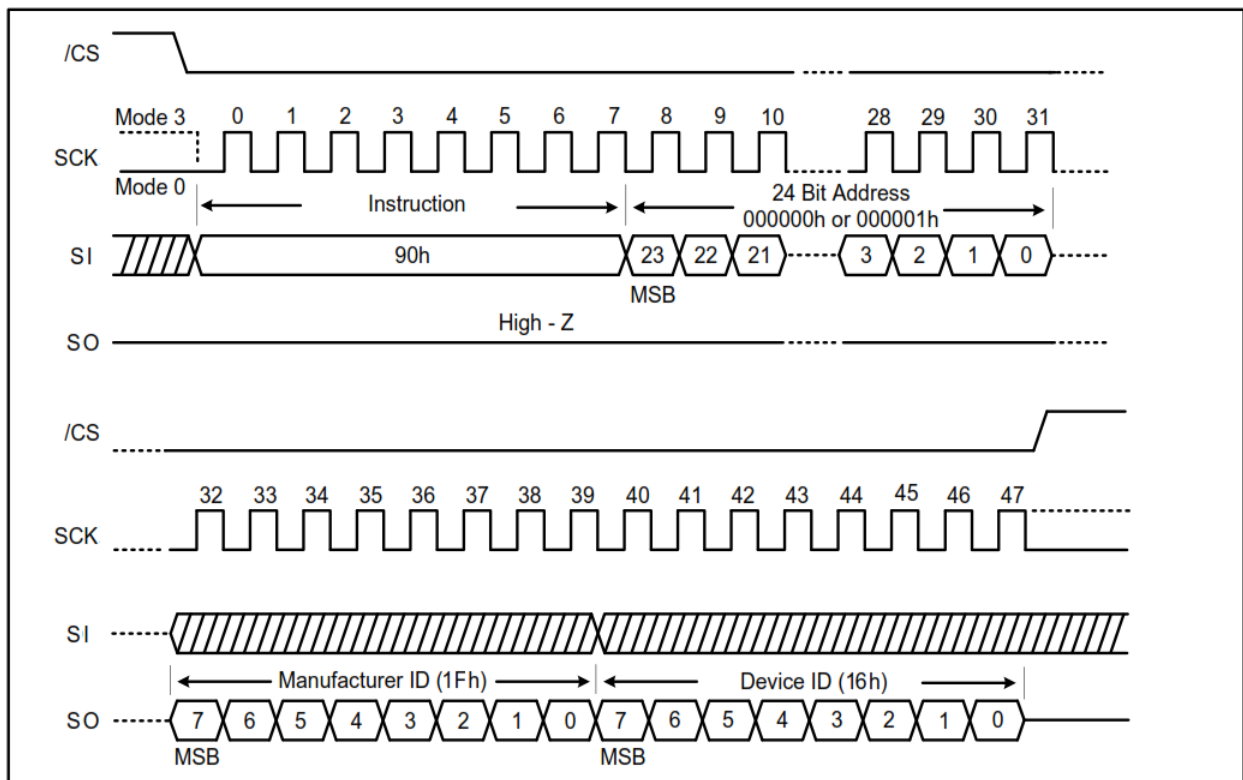 /CS
Mode 3 0 1 2 3 4 5 6 7 8 9 10 28 29 30 31
SCK
Mode 0
Instruction
24 Bit Address
000000h or 000001h
SI 90h 23 22 21 3 2 1 0
MSB
High - Z
SO
/CS
32 33 34 35 36 37 38 39 40 41 42 43 44 45 46 47
SCK
SI
Manufacturer ID (1Fh) Device ID (16h)
SO 7 6 5 4 3 2 1 0 7 6 5 4 3 2 1 0
MSB MSB